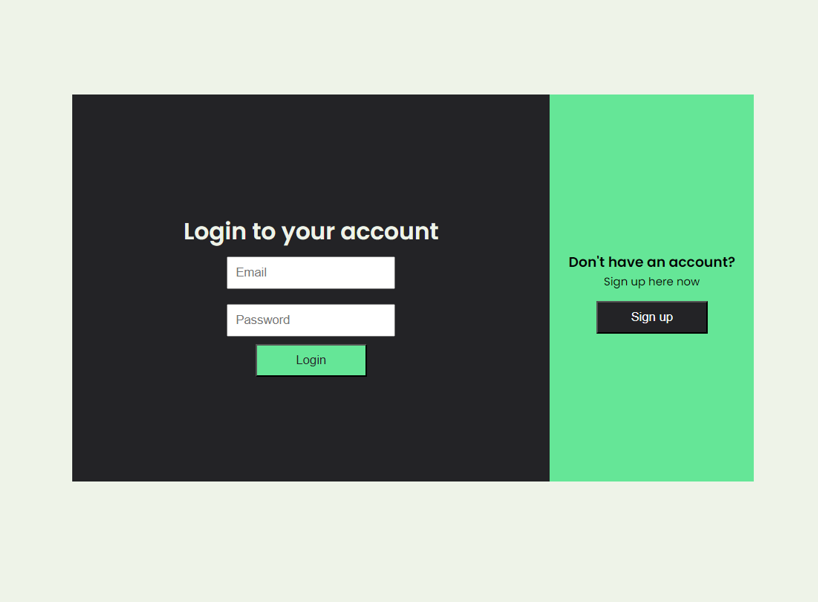 Login to your account
Email
Password
Login
Don't have an account?
Sign up here now
Sign up